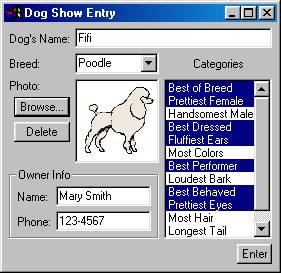 Dog Show Entry
Dog's Name: Fifi
Breed: Poodle
Categories
Photo:
Browse...
Delete
Best of Breed
Prettiest Female
Handsomest Male
Best Dressed
Fluffiest Ears
Most Colors
Best Performer
Loudest Bark
Best Behaved
Prettiest Eyes
Most Hair
Longest Tail
Owner Info
Name: Mary Smith
Phone: 123-4567
Enter